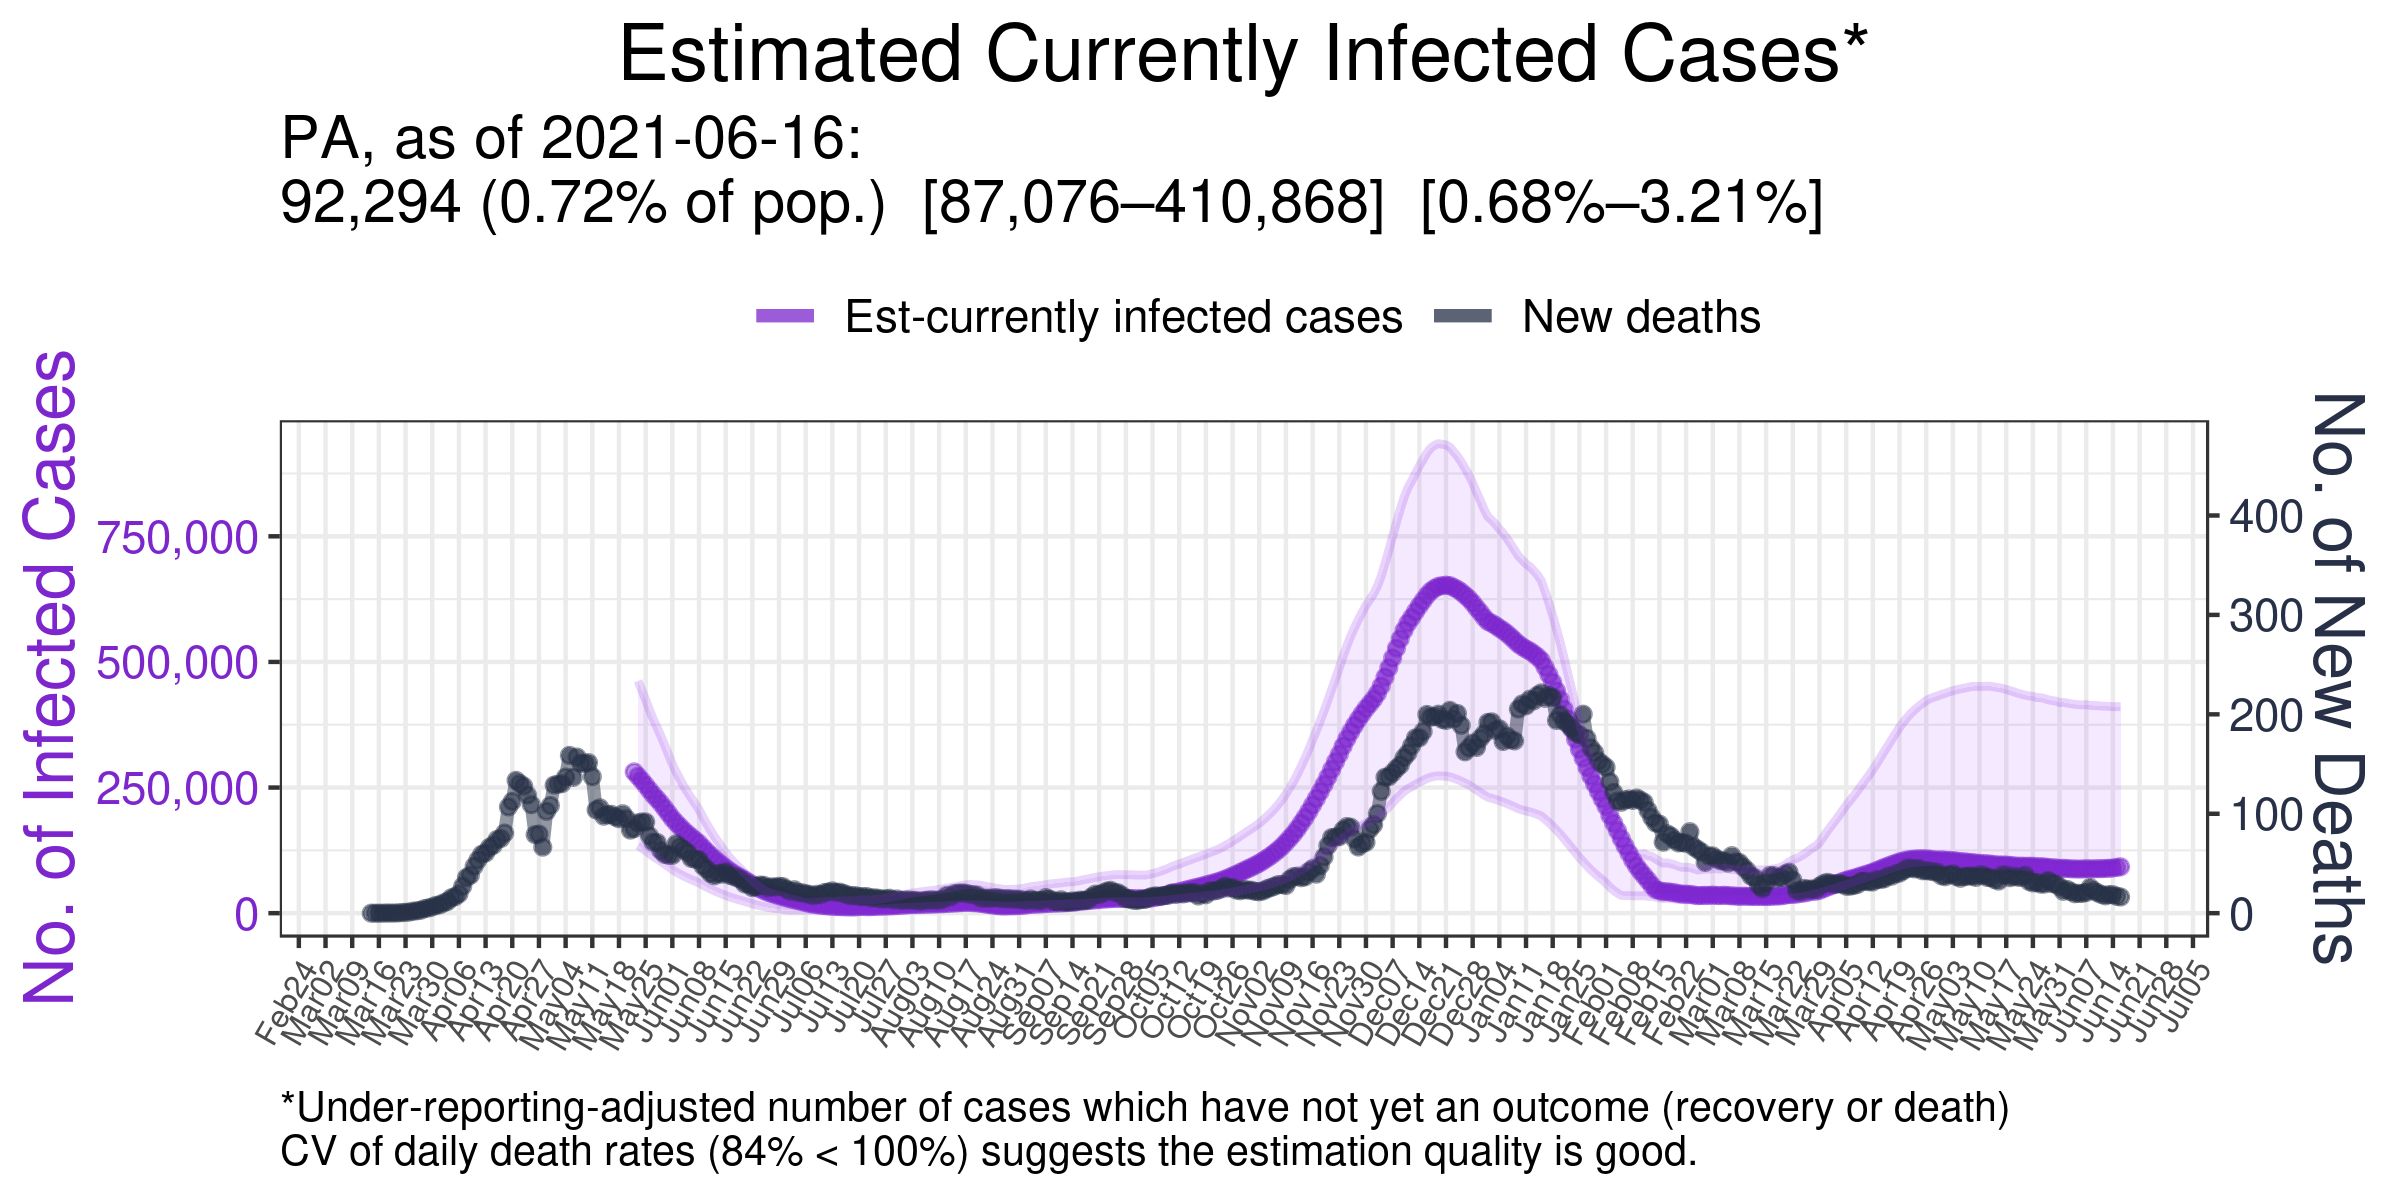 Estimated Currently Infected Cases*
PA, as of 2021-06-16:
92,294 (0.72% of pop.) [87,076–410,868] [0.68%–3.21%]
Est-currently infected cases New deaths
No. of Infected Cases
750,000
500,000
250,000
0
400
300
200
100
0
No. of New Deaths
Feb24 Mar02 Mar09 Mar16 Mar23 Mar30 Apr06 Apr13 Apr20 Apr27 May04 May11 May18 May25 Jun01 Jun08 Jun15 Jun22 Jun29 Jul06 Jul13 Jul20 Jul27 Aug03 Aug10 Aug17 Aug24 Aug31 Sep07 Sep14 Sep21 Sep28 Oct05 Oct12 Oct19 Oct26 Nov02 Nov09 Nov16 Nov23 Nov30 Dec07 Dec14 Dec21 Dec28 Jan04 Jan11 Jan18 Jan25 Feb01 Feb08 Feb15 Feb22 Mar01 Mar08 Mar15 Mar22 Mar29 Apr05 Apr12 Apr19 Apr26 May03 May10 May17 May24 May31 Jun07 Jun14 Jun21 Jun28 Jul05
*Under-reporting-adjusted number of cases which have not yet an outcome (recovery or death)
CV of daily death rates (84% < 100%) suggests the estimation quality is good.